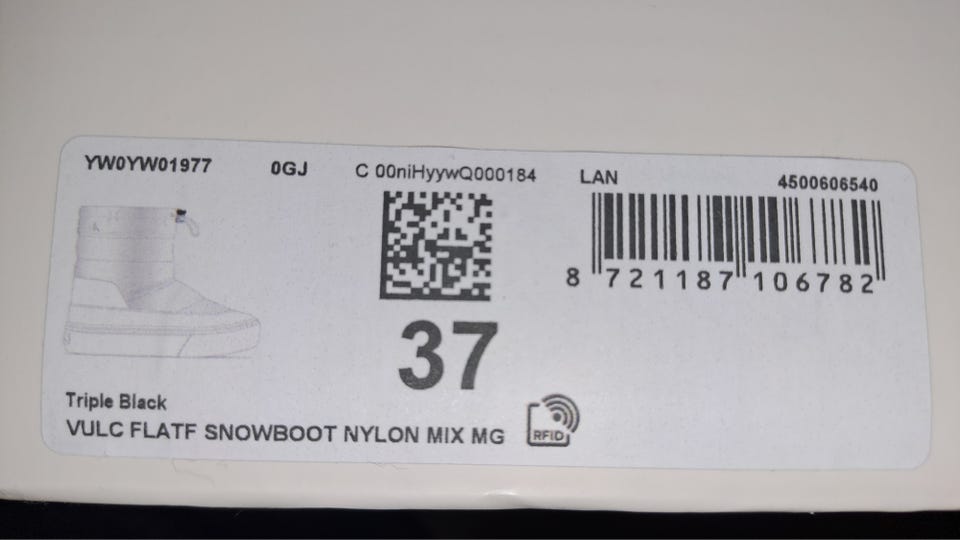 YW0YW01977 0GJ C 00niHyywQ000184 LAN 4500606540
8 721187 106782
37
Triple Black
VULC FLATF SNOWBOOT NYLON MIX MG RFID